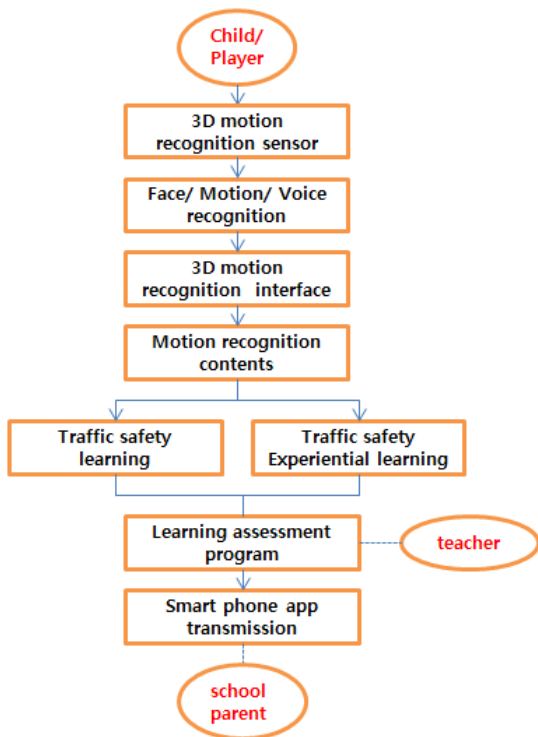 Child/
Player
3D motion
recognition sensor
Face/ Motion/ Voice
recognition
3D motion
recognition interface
Motion recognition
contents
Traffic safety
learning
Traffic safety
Experiential learning
Learning assessment
program
teacher
Smart phone app
transmission
school
parent